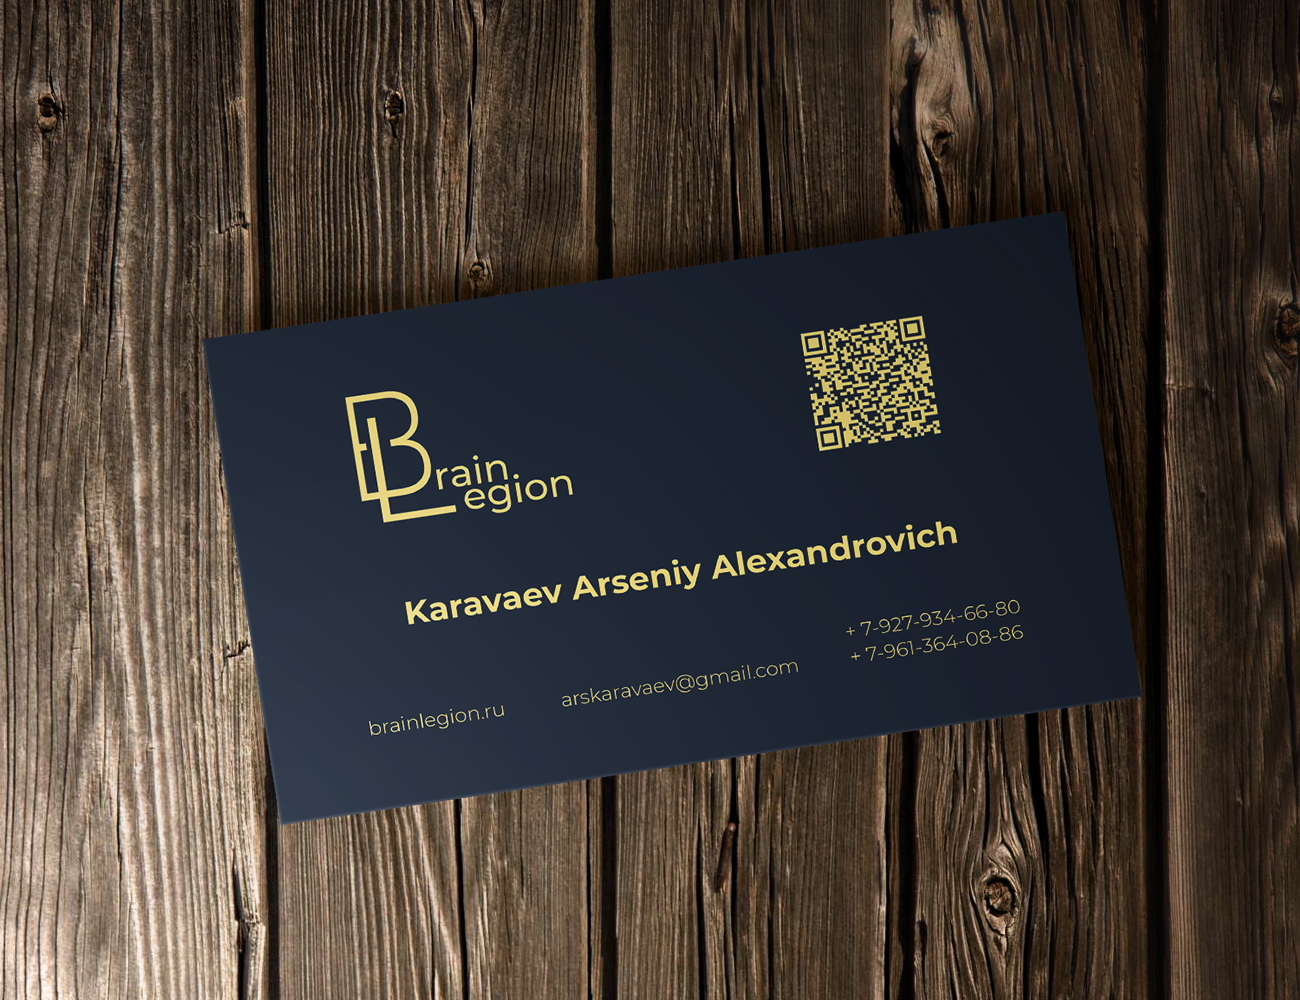 Brain
Legion
Karavaev Arseniy Alexandrovich
+ 7-927-934-66-80
+ 7-961-364-08-86
arskaravaev@gmail.com
brainlegion.ru